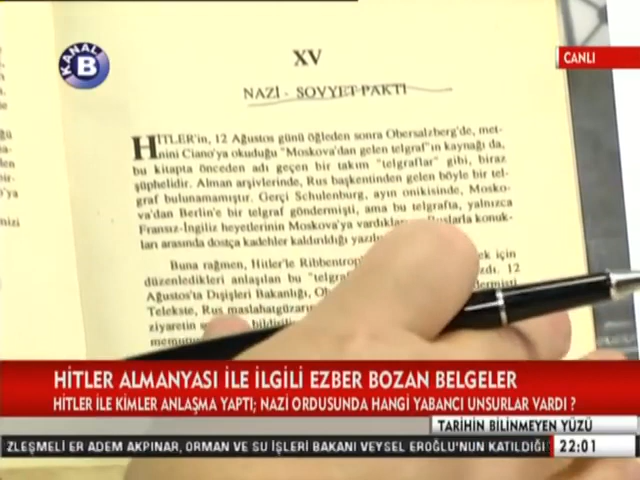 KANAL B
CANLI
XV
NAZİ - SOVYET PAKTI
HİTLER'in, 12 Ağustos günü öğleden sonra Obersalzberg'de, met-
nini Ciano'ya okuduğu "Moskova'dan gelen telgraf"ın kaynağı da,
bu kitapta önceden adı geçen bir takım "telgraflar" gibi, biraz
şüphelidir. Alman arşivlerinde, Rus başkentinden gelen böyle bir tel-
graf bulunamamıştır. Gerçi Schulenburg, ayın onikisinde, Mosko-
va'dan Berlin'e bir telgraf göndermişti, ama bu telgrafta, yalnızca
Fransız-İngiliz heyetlerinin Moskova'ya vardıkları Ruslarla konuk-
ları arasında dostça kadehler kaldırıldığı
Buna rağmen, Hitler'le Ribbentrop
için
düzenledikleri anlaşılan bu
12
Ağustos'ta Dışişleri Bakanlığı,
Telekste, Rus maslahatgüzarın
ziyaretin
HİTLER ALMANYASI İLE İLGİLİ EZBER BOZAN BELGELER
HİTLER İLE KİMLER ANLAŞMA YAPTI; NAZİ ORDUSUNDA HANGİ YABANCI UNSURLAR VARDI ?
TARİHİN BİLİNMEYEN YÜZÜ
ZLEŞMELİ ER ADEM AKPINAR, ORMAN VE SU İŞLERİ BAKANI VEYSEL EROĞLU'NUN KATILDIĞI
22:01